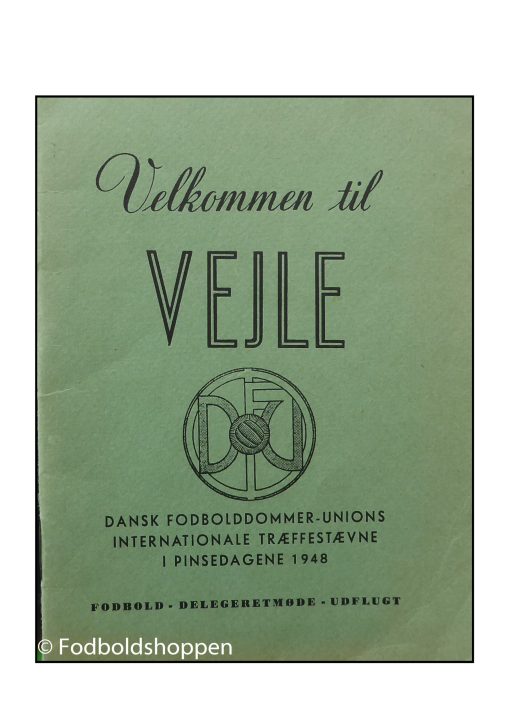 Velkommen til
VEJLE
DFU
DANSK FODBOLDDOMMER-UNIONS
INTERNATIONALE TRÆFFESTÆVNE
I PINSEDAGENE 1948
FODBOLD - DELEGERETMØDE - UDFLUGT
© Fodboldshoppen